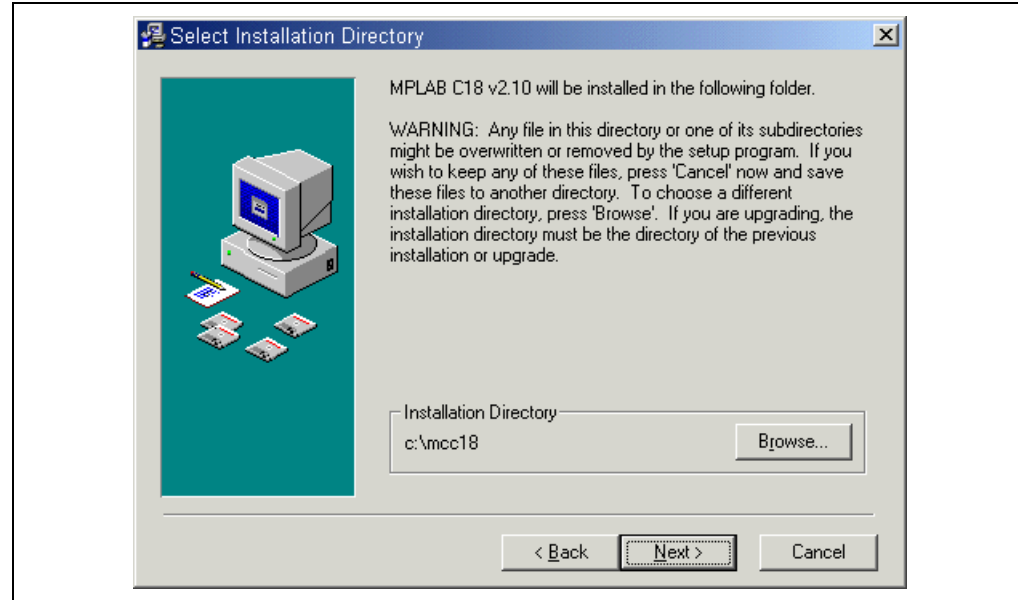 Select Installation Directory
MPLAB C18 v2.10 will be installed in the following folder.
WARNING: Any file in this directory or one of its subdirectories
might be overwritten or removed by the setup program. If you
wish to keep any of these files, press 'Cancel' now and save
these files to another directory. To choose a different
installation directory, press 'Browse'. If you are upgrading, the
installation directory must be the directory of the previous
installation or upgrade.
Installation Directory
c:\mcc18
Browse...
< Back
Next >
Cancel